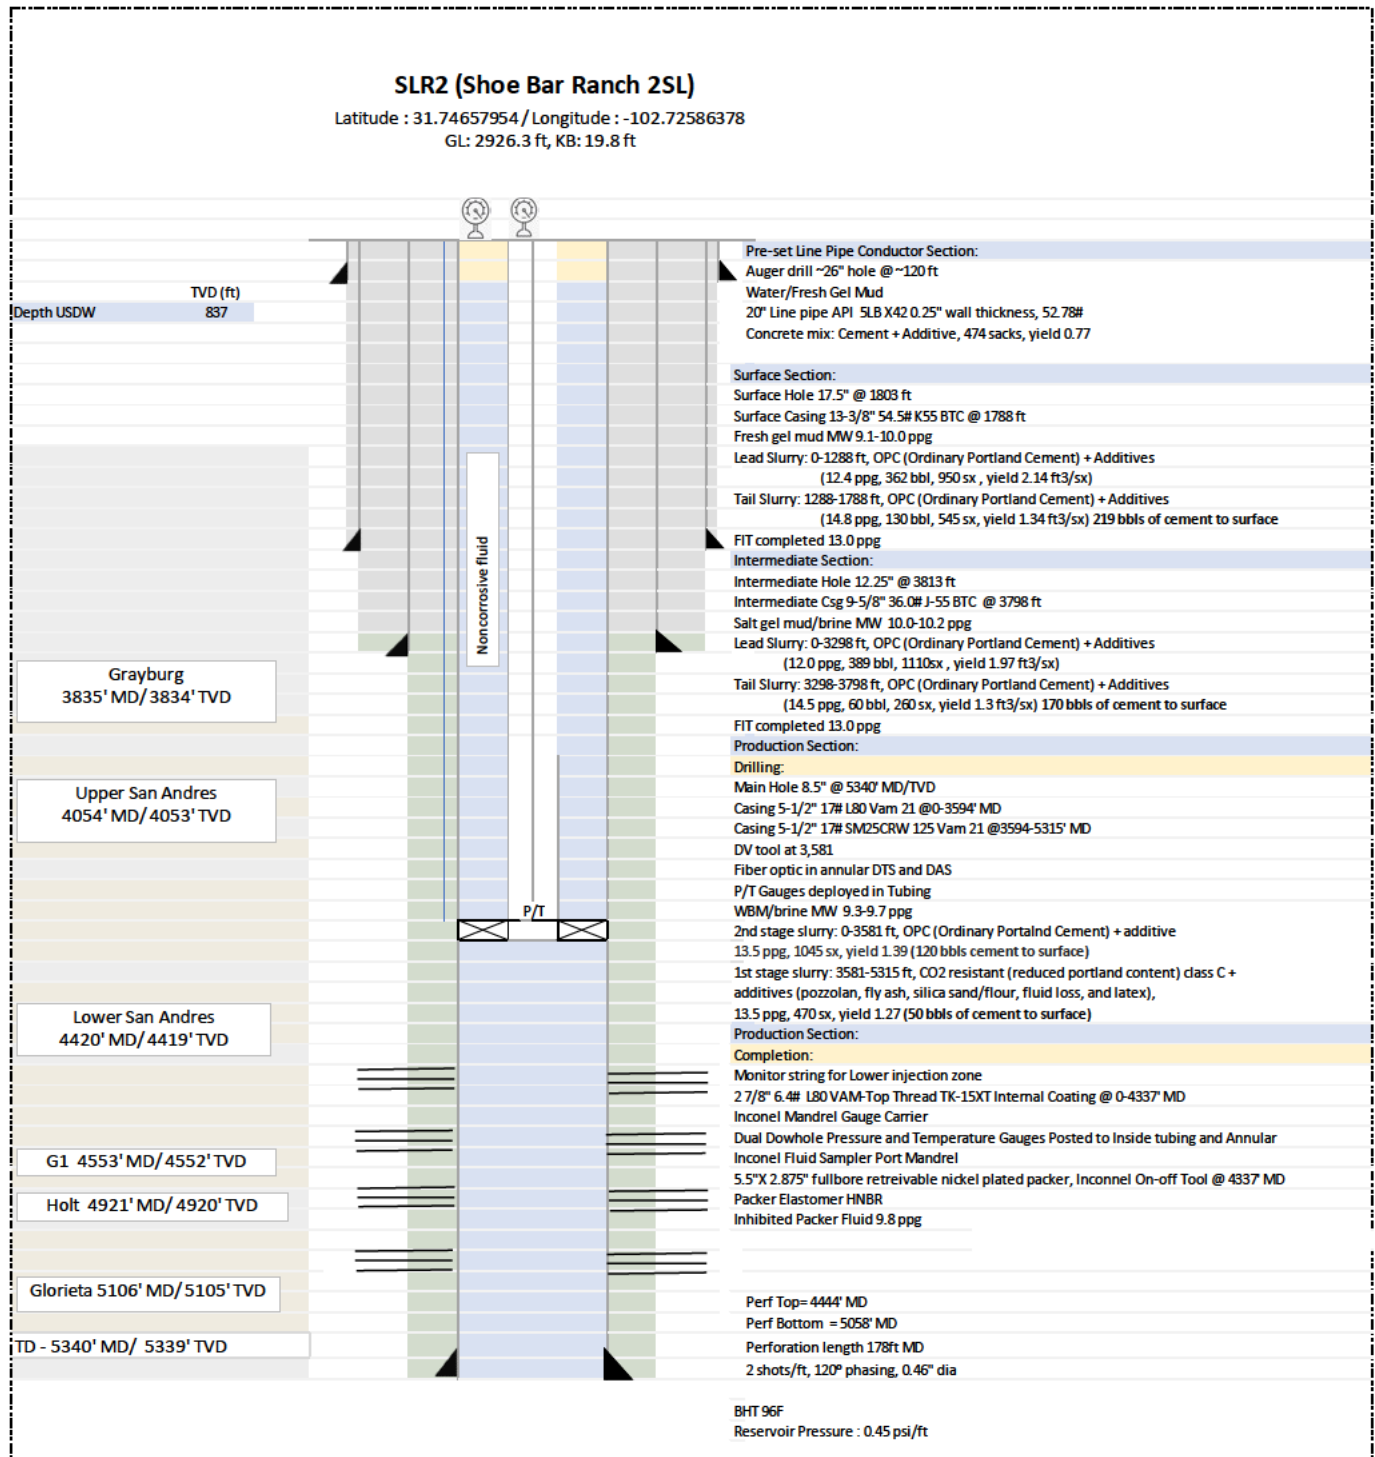 SLR2 (Shoe Bar Ranch 2SL)
Latitude : 31.74657954 / Longitude : -102.72586378
GL: 2926.3 ft, KB: 19.8 ft
TVD (ft)
Depth USDW 837
Noncorrosive fluid
P/T
Grayburg
3835' MD/ 3834' TVD
Upper San Andres
4054' MD/ 4053' TVD
Lower San Andres
4420' MD/ 4419' TVD
G1 4553' MD/ 4552' TVD
Holt 4921' MD/ 4920' TVD
Glorieta 5106' MD/ 5105' TVD
TD - 5340' MD/ 5339' TVD
Pre-set Line Pipe Conductor Section:
Auger drill ~26" hole @ ~120 ft
Water/Fresh Gel Mud
20" Line pipe API 5LB X42 0.25" wall thickness, 52.78#
Concrete mix: Cement + Additive, 474 sacks, yield 0.77
Surface Section:
Surface Hole 17.5" @ 1803 ft
Surface Casing 13-3/8" 54.5# K55 BTC @ 1788 ft
Fresh gel mud MW 9.1-10.0 ppg
Lead Slurry: 0-1288 ft, OPC (Ordinary Portland Cement) + Additives
(12.4 ppg, 362 bbl, 950 sx , yield 2.14 ft3/sx)
Tail Slurry: 1288-1788 ft, OPC (Ordinary Portland Cement) + Additives
(14.8 ppg, 130 bbl, 545 sx, yield 1.34 ft3/sx) 219 bbls of cement to surface
FIT completed 13.0 ppg
Intermediate Section:
Intermediate Hole 12.25" @ 3813 ft
Intermediate Csg 9-5/8" 36.0# J-55 BTC @ 3798 ft
Salt gel mud/brine MW 10.0-10.2 ppg
Lead Slurry: 0-3298 ft, OPC (Ordinary Portland Cement) + Additives
(12.0 ppg, 389 bbl, 1110sx , yield 1.97 ft3/sx)
Tail Slurry: 3298-3798 ft, OPC (Ordinary Portland Cement) + Additives
(14.5 ppg, 60 bbl, 260 sx, yield 1.3 ft3/sx) 170 bbls of cement to surface
FIT completed 13.0 ppg
Production Section:
Drilling:
Main Hole 8.5" @ 5340' MD/TVD
Casing 5-1/2" 17# L80 Vam 21 @0-3594' MD
Casing 5-1/2" 17# SM25CRW 125 Vam 21 @3594-5315' MD
DV tool at 3,581
Fiber optic in annular DTS and DAS
P/T Gauges deployed in Tubing
WBM/brine MW 9.3-9.7 ppg
2nd stage slurry: 0-3581 ft, OPC (Ordinary Portalnd Cement) + additive
13.5 ppg, 1045 sx, yield 1.39 (120 bbls cement to surface)
1st stage slurry: 3581-5315 ft, CO2 resistant (reduced portland content) class C +
additives (pozzolan, fly ash, silica sand/flour, fluid loss, and latex),
13.5 ppg, 470 sx, yield 1.27 (50 bbls of cement to surface)
Production Section:
Completion:
Monitor string for Lower injection zone
2 7/8" 6.4# L80 VAM-Top Thread TK-15XT Internal Coating @ 0-4337' MD
Inconel Mandrel Gauge Carrier
Dual Dowhole Pressure and Temperature Gauges Posted to Inside tubing and Annular
Inconel Fluid Sampler Port Mandrel
5.5"X 2.875" fullbore retreivable nickel plated packer, Inconnel On-off Tool @ 4337' MD
Packer Elastomer HNBR
Inhibited Packer Fluid 9.8 ppg
Perf Top= 4444' MD
Perf Bottom = 5058' MD
Perforation length 178ft MD
2 shots/ft, 120º phasing, 0.46" dia
BHT 96F
Reservoir Pressure : 0.45 psi/ft